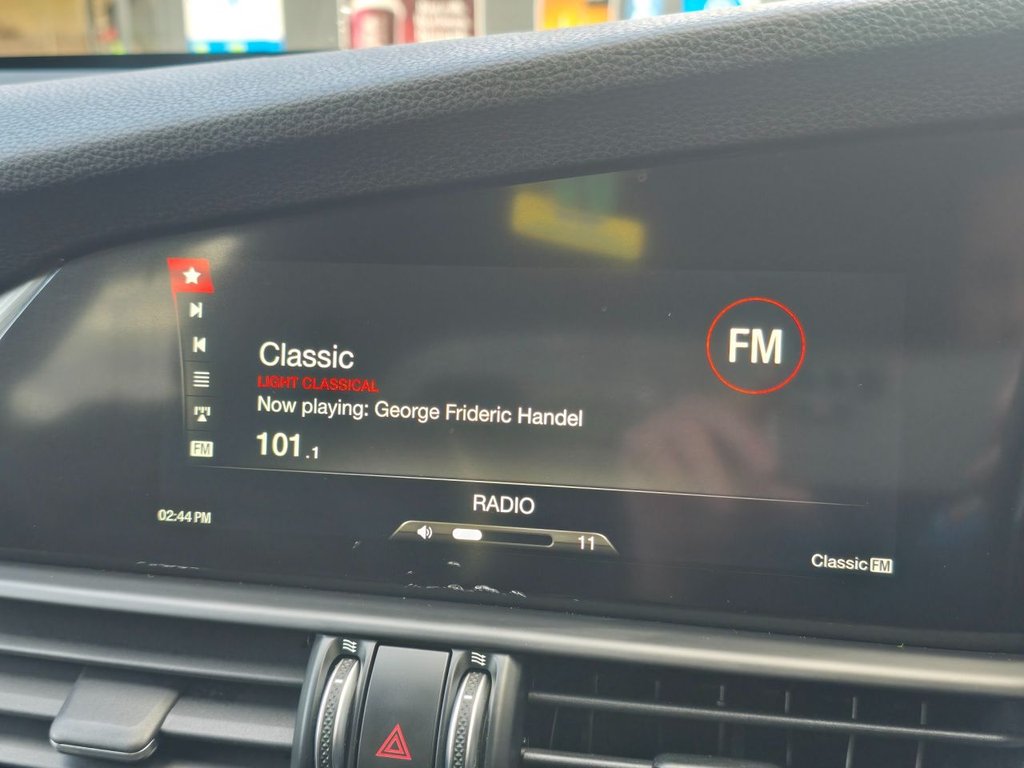 FM
Classic
LIGHT CLASSICAL
Now playing: George Frideric Handel
101.1
FM
RADIO
02:44 PM
11
Classic FM